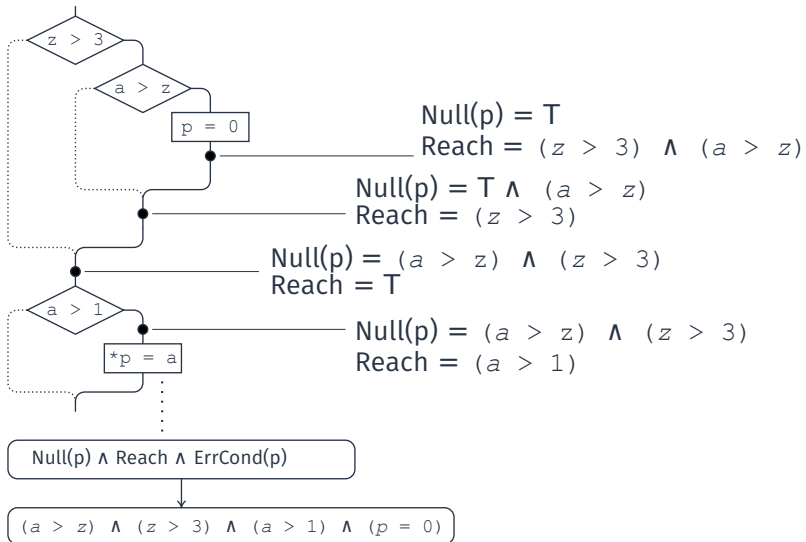 z > 3
a > z
p = 0
Null(p) = T
Reach = (z > 3) ∧ (a > z)
Null(p) = T ∧ (a > z)
Reach = (z > 3)
Null(p) = (a > z) ∧ (z > 3)
Reach = T
a > 1
Null(p) = (a > z) ∧ (z > 3)
Reach = (a > 1)
*p = a
Null(p) ∧ Reach ∧ ErrCond(p)
(a > z) ∧ (z > 3) ∧ (a > 1) ∧ (p = 0)